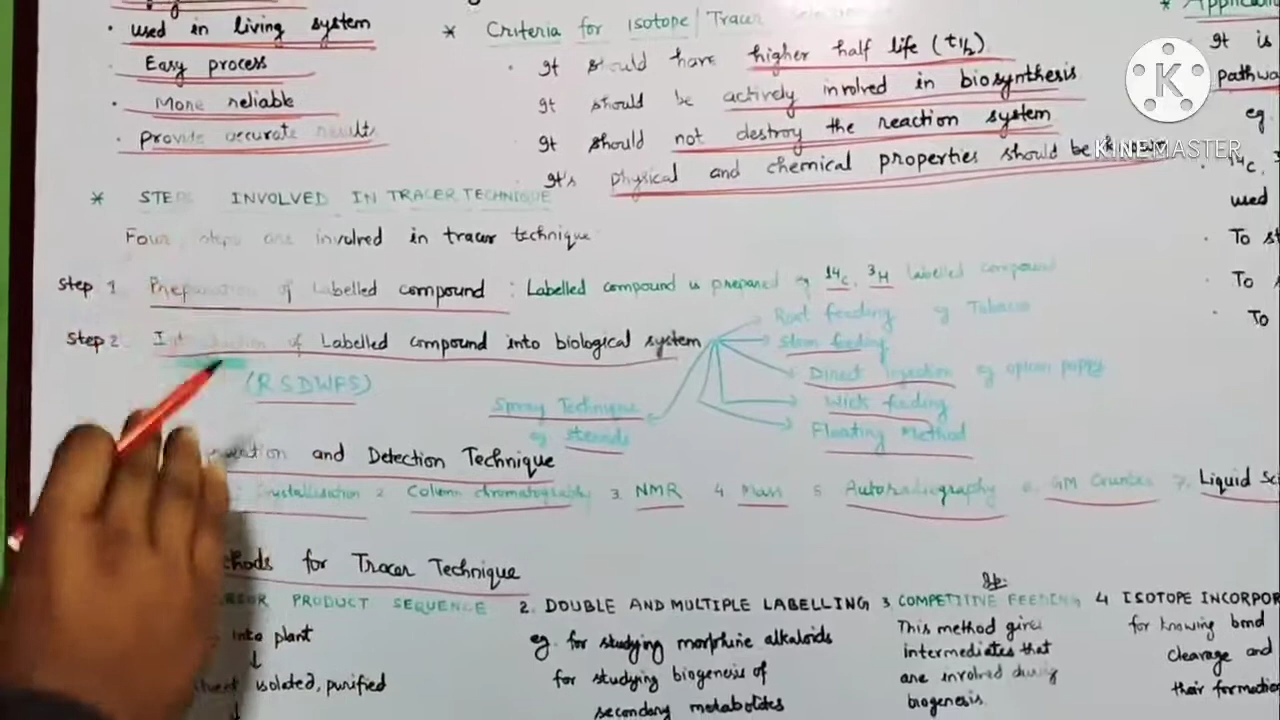 used in living system
Easy process
More reliable
Provide accurate results
* Criteria for Isotope/Tracer
It should have higher half life (t½)
It should be actively involved in biosynthesis
It should not destroy the reaction system
It's physical and chemical properties should be
* Applicati
It is
pathwa
eg.
14C, 3
used
To st
To s
To
K
KINEMASTER
* STEPS INVOLVED IN TRACER TECHNIQUE
Four steps are involved in tracer technique
Step 1. Preparation of Labelled compound : Labelled compound is prepared eg 14C, 3H labelled compound
Step 2. Introduction of Labelled compound into biological system
(RSDWFS)
Root feeding eg Tobacco
Stem feeding
Direct injection eg opium poppy
Wick feeding
Floating Method
Spray Technique
eg steroids
and Detection Technique
Crystallisation 2. Column chromatography 3. NMR 4 Mass 5. Autoradiography 6. GM Counter 7. Liquid Sc
thods for Tracer Technique
RSOR PRODUCT SEQUENCE
into plant
↓
isolated, purified
↓
2. DOUBLE AND MULTIPLE LABELLING
eg. for studying morphine alkaloids
for studying biogenesis of
secondary metabolites
3 COMPETITIVE FEEDING
This method gives
intermediates that
are involved during
biogenesis.
4 ISOTOPE INCORPOR
for knowing bond
cleavage and
their formation